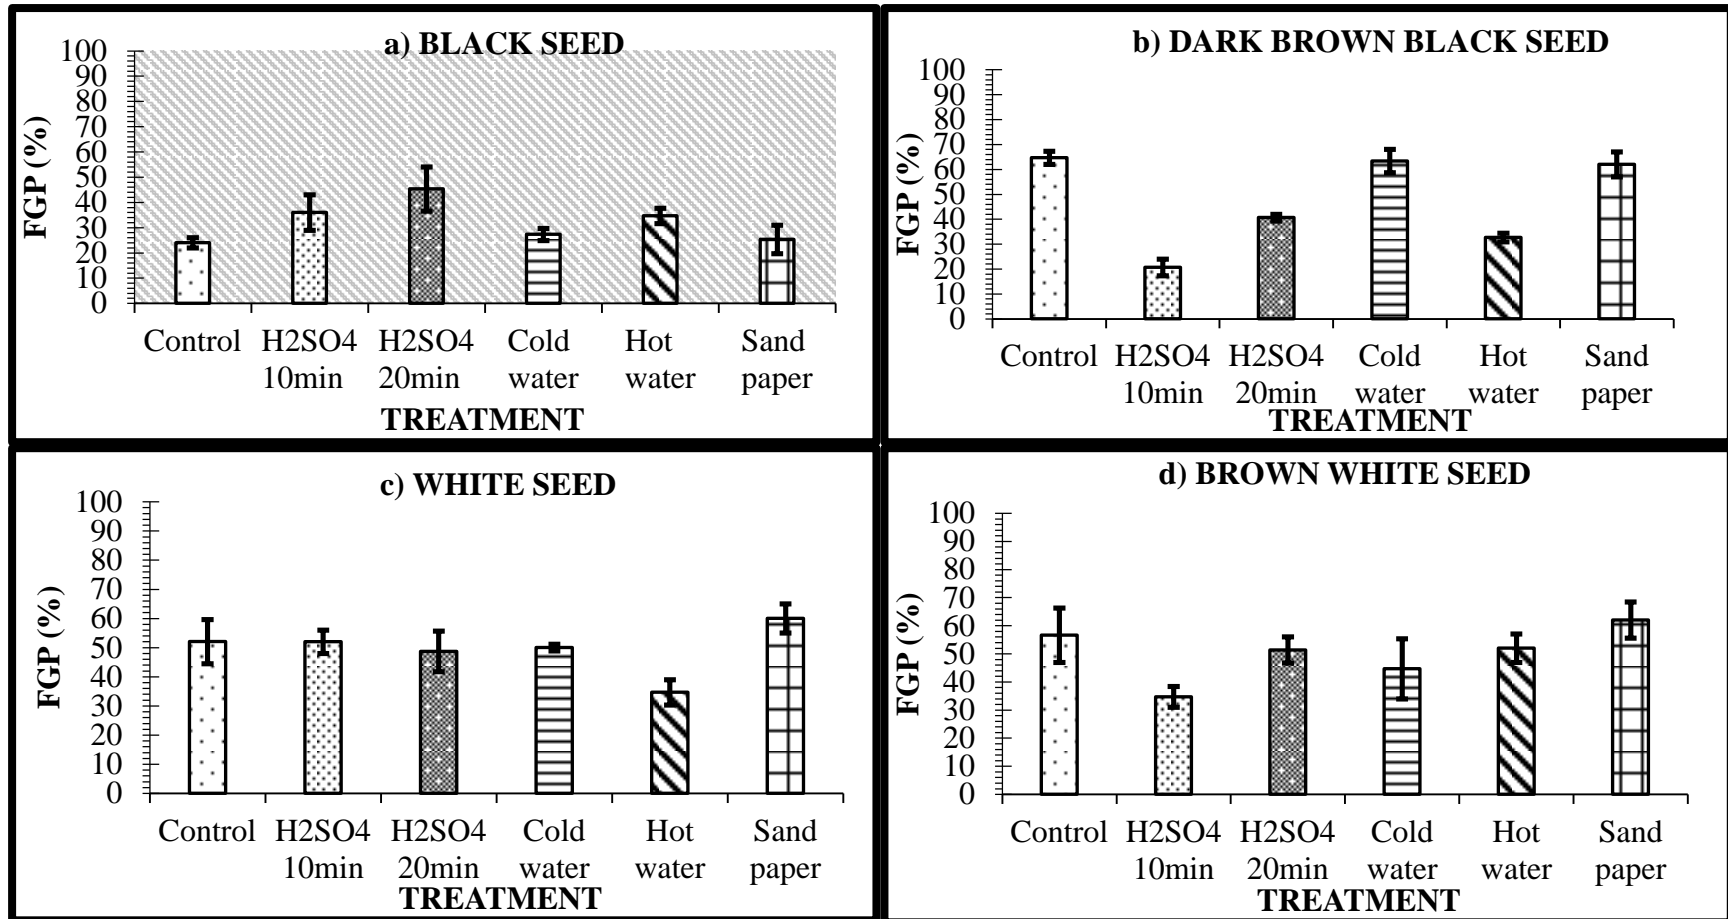 a) BLACK SEED
FGP (%)
100
90
80
70
60
50
40
30
20
10
0
Control H2SO4 H2SO4 Cold Hot Sand
10min 20min water water paper
TREATMENT
b) DARK BROWN BLACK SEED
FGP (%)
100
90
80
70
60
50
40
30
20
10
0
Control H2SO4 H2SO4 Cold Hot Sand
10min 20min water water paper
TREATMENT
c) WHITE SEED
FGP (%)
100
90
80
70
60
50
40
30
20
10
0
Control H2SO4 H2SO4 Cold Hot Sand
10min 20min water water paper
TREATMENT
d) BROWN WHITE SEED
FGP (%)
100
90
80
70
60
50
40
30
20
10
0
Control H2SO4 H2SO4 Cold Hot Sand
10min 20min water water paper
TREATMENT